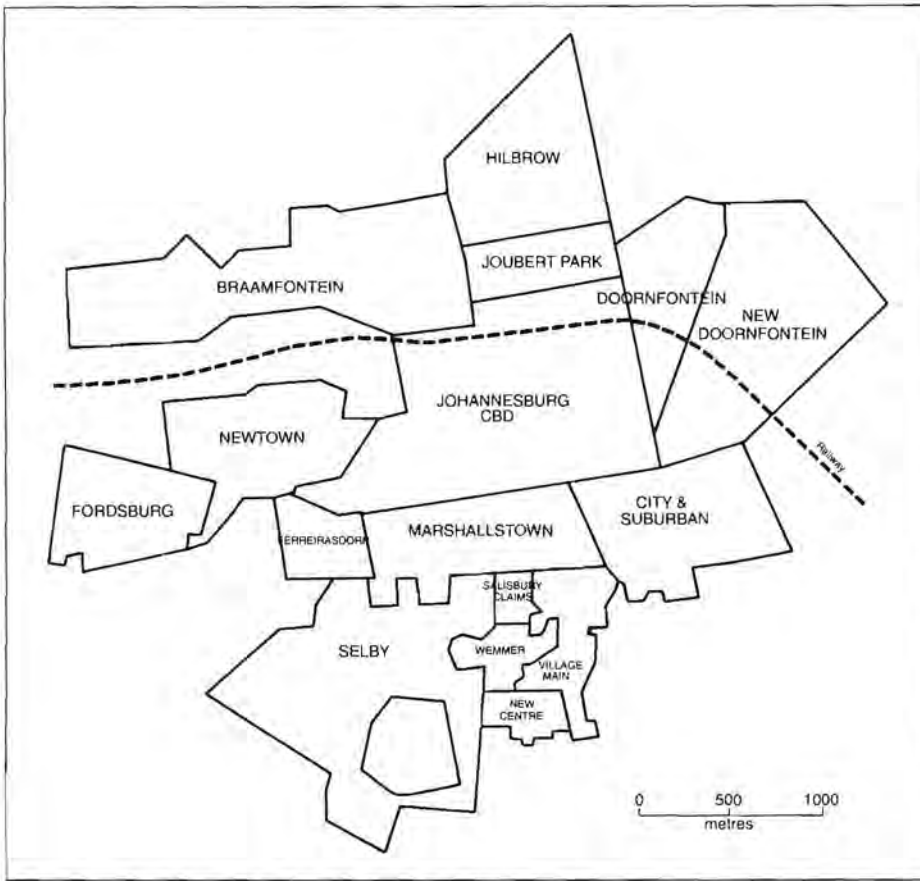 HILBROW
JOUBERT PARK
BRAAMFONTEIN
DOORNFONTEIN
NEW
DOORNFONTEIN
JOHANNESBURG
CBD
NEWTOWN
Railway
FORDSBURG
FERREIRASDORP
MARSHALLSTOWN
CITY &
SUBURBAN
SALISBURY
CLAIMS
SELBY
WEMMER
VILLAGE
MAIN
NEW
CENTRE
0 500 1000
metres